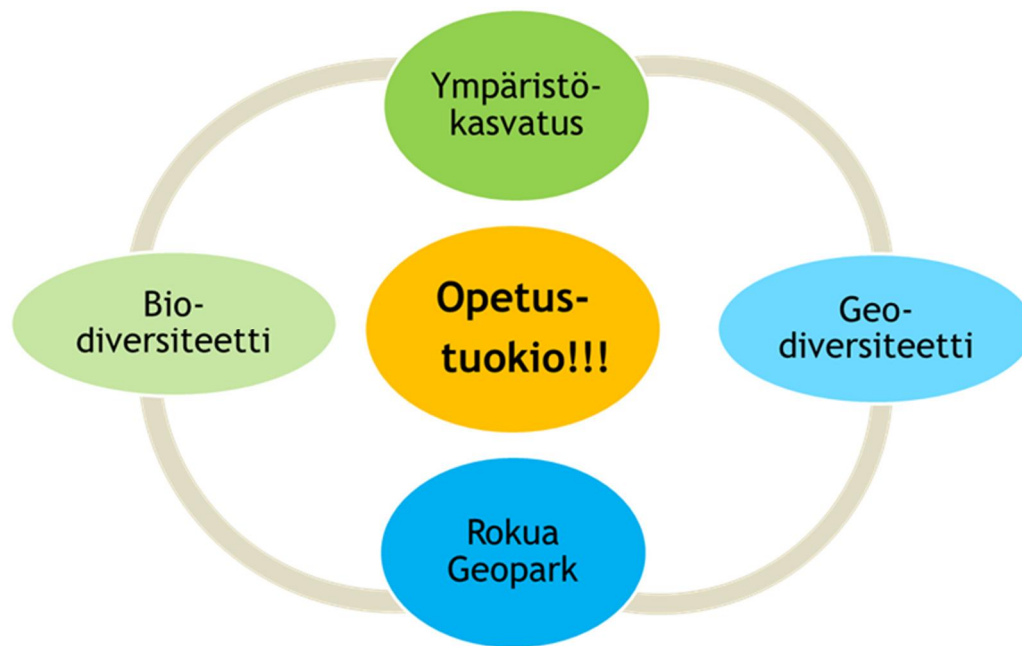 Ympäristö-
kasvatus
Bio-
diversiteetti
Opetus-
tuokio!!!
Geo-
diversiteetti
Rokua
Geopark